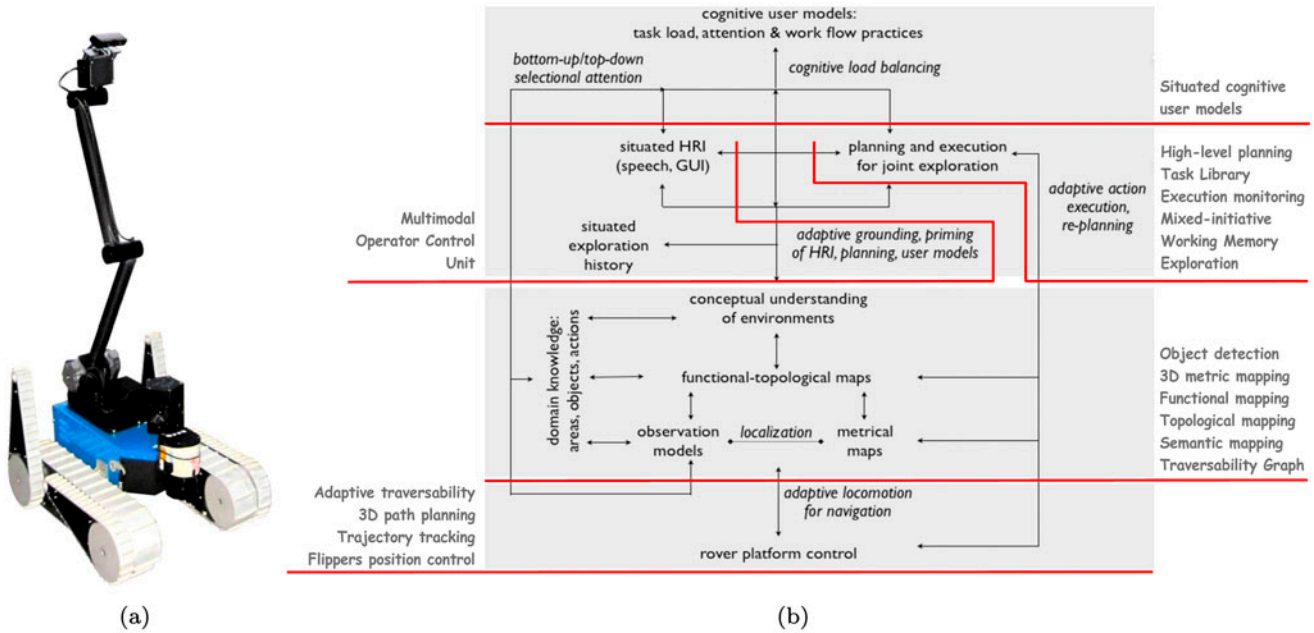 cognitive user models:
task load, attention & work flow practices
bottom-up/top-down
selectional attention
cognitive load balancing
Situated cognitive
user models
situated HRI
(speech, GUI)
planning and execution
for joint exploration
adaptive action
execution,
re-planning
High-level planning
Task Library
Execution monitoring
Mixed-initiative
Working Memory
Exploration
Multimodal
Operator Control
Unit
situated
exploration
history
adaptive grounding, priming
of HRI, planning, user models
conceptual understanding
of environments
domain knowledge:
areas, objects, actions
functional-topological maps
observation
models
localization
metrical
maps
Object detection
3D metric mapping
Functional mapping
Topological mapping
Semantic mapping
Traversability Graph
Adaptive traversability
3D path planning
Trajectory tracking
Flippers position control
adaptive locomotion
for navigation
rover platform control
(a)
(b)